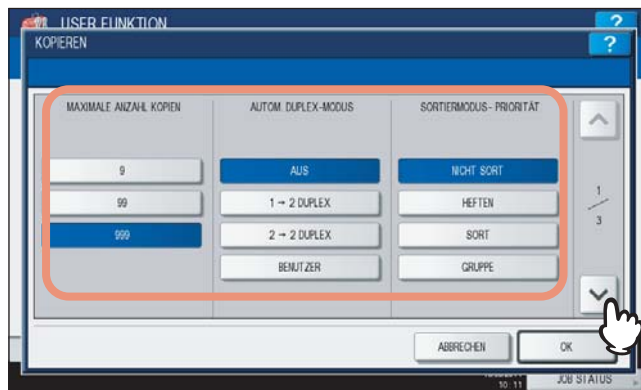 USER FUNKTION
?
KOPIEREN
?
MAXIMALE ANZAHL KOPIEN
AUTOM. DUPLEX-MODUS
SORTIERMODUS- PRIORITÄT
9
AUS
NICHT SORT
99
1 → 2 DUPLEX
HEFTEN
999
2 → 2 DUPLEX
SORT
BENUTZER
GRUPPE
1
3
ABBRECHEN
OK
10:11
JOB STATUS